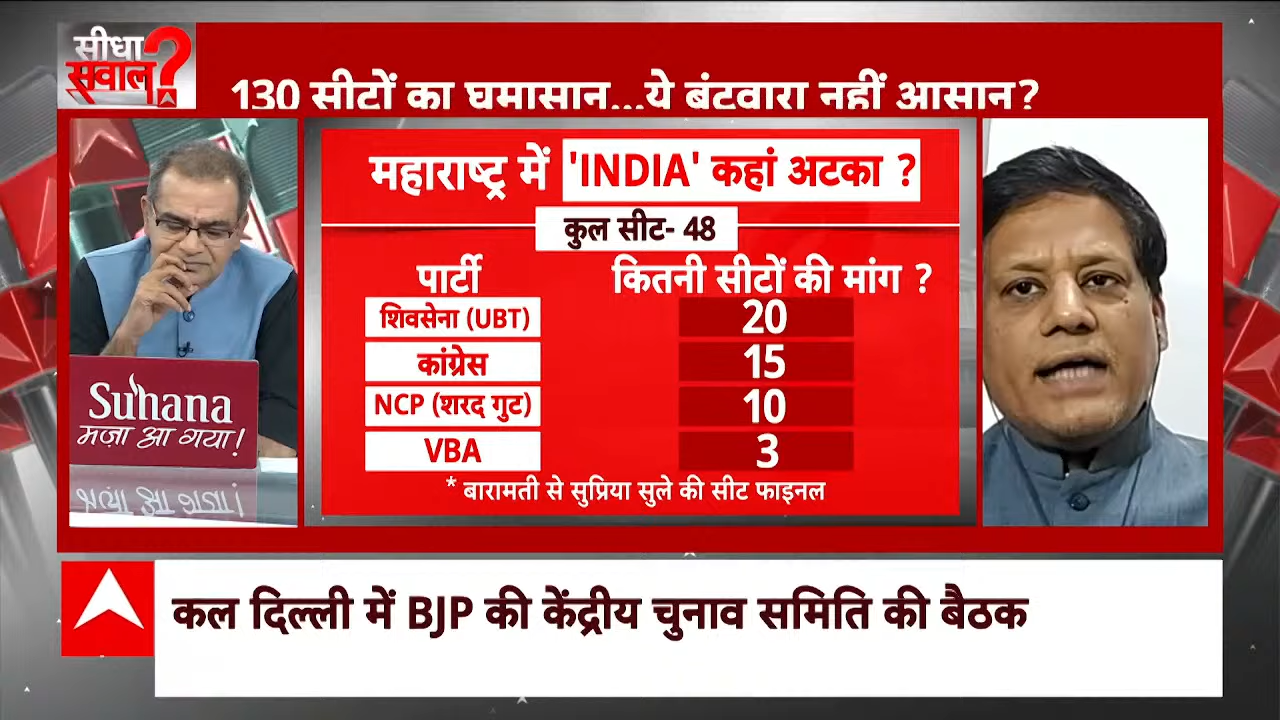 सीधा सवाल?
130 सीटों का घमासान...ये बंटवारा नहीं आसान?
महाराष्ट्र में 'INDIA' कहां अटका ?
कुल सीट- 48
पार्टी कितनी सीटों की मांग ?
शिवसेना (UBT) 20
कांग्रेस 15
NCP (शरद गुट) 10
VBA 3
* बारामती से सुप्रिया सुले की सीट फाइनल
Suhana
मज़ा आ गया!
कल दिल्ली में BJP की केंद्रीय चुनाव समिति की बैठक